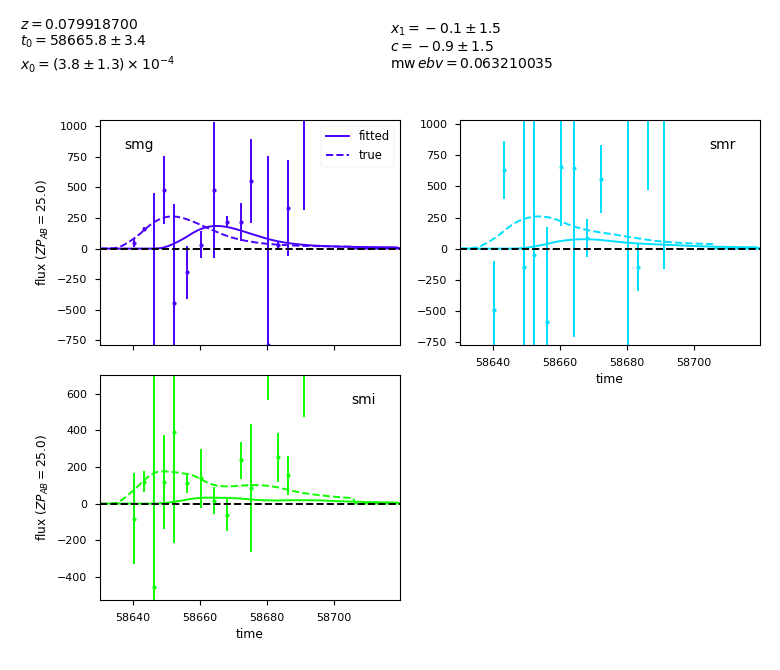 z = 0.079918700
t₀ = 58665.8 ± 3.4
x₀ = (3.8 ± 1.3) × 10⁻⁴
x₁ = −0.1 ± 1.5
c = −0.9 ± 1.5
mw ebv = 0.063210035
smg
fitted
true
1000
750
500
250
0
−250
−500
−750
flux (ZP_AB = 25.0)
smr
1000
750
500
250
0
−250
−500
−750
58640 58660 58680 58700
time
smi
600
400
200
0
−200
−400
flux (ZP_AB = 25.0)
58640 58660 58680 58700
time